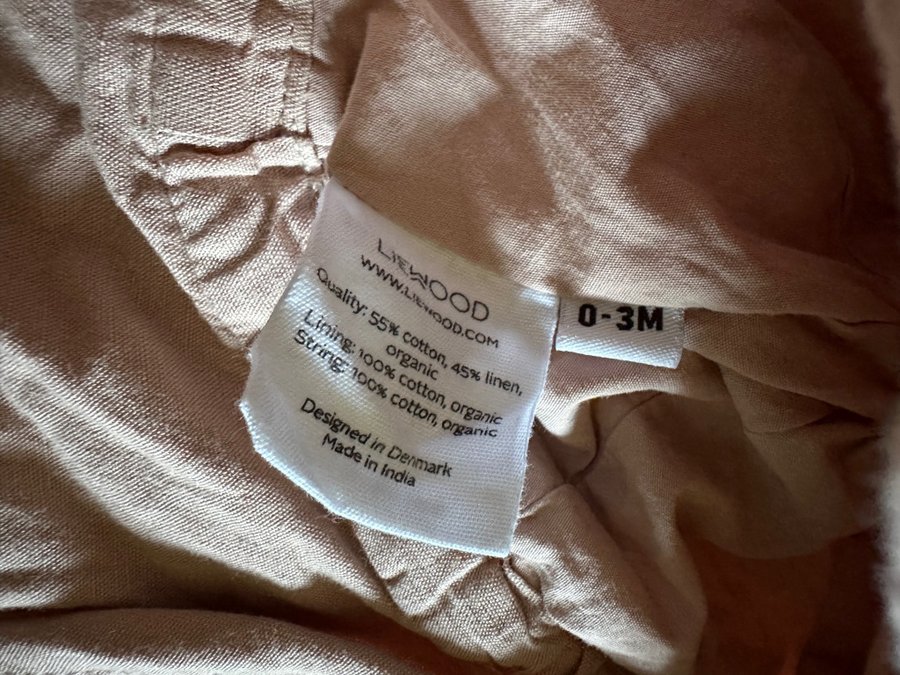 LIEWOOD
WWW.LIEWOOD.COM
Quality: 55% cotton, 45% linen,
organic
Lining: 100% cotton, organic
String: 100% cotton, organic
Designed in Denmark
Made in India
0-3M